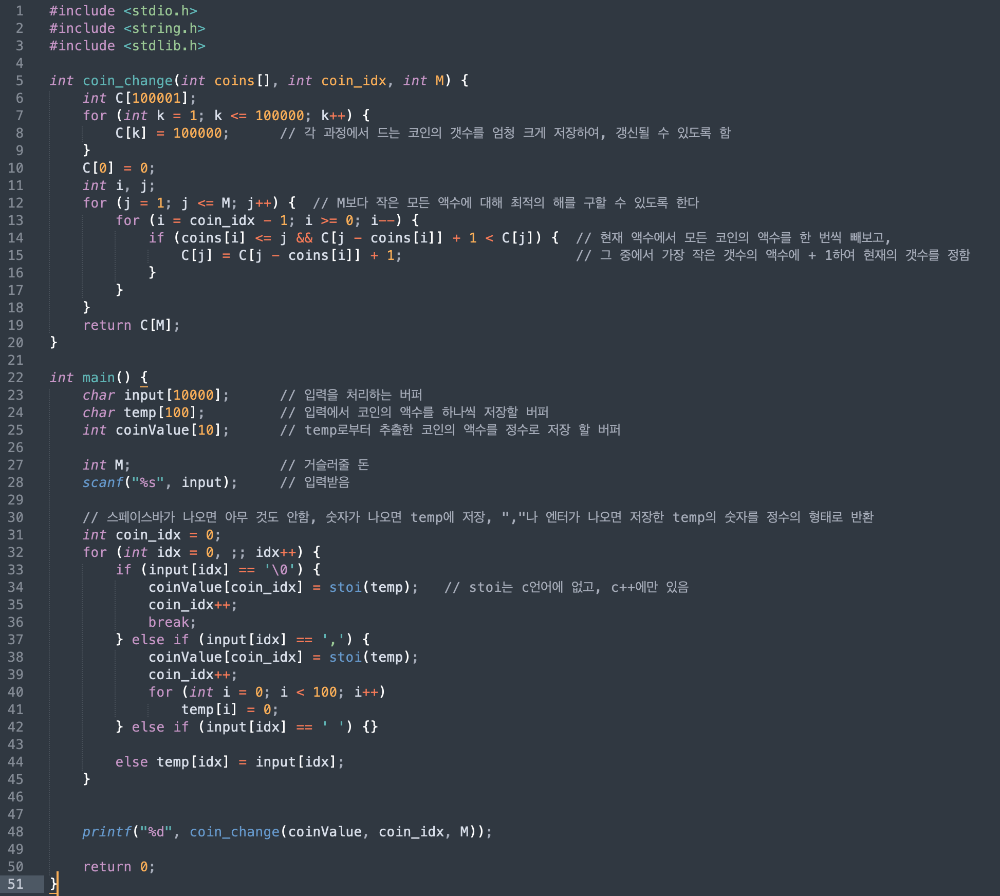 1 #include <stdio.h>
2 #include <string.h>
3 #include <stdlib.h>
4
5 int coin_change(int coins[], int coin_idx, int M) {
6     int C[100001];
7     for (int k = 1; k <= 100000; k++) {
8         C[k] = 100000;      // 각 과정에서 드는 코인의 갯수를 엄청 크게 저장하여, 갱신될 수 있도록 함
9     }
10     C[0] = 0;
11     int i, j;
12     for (j = 1; j <= M; j++) {  // M보다 작은 모든 액수에 대해 최적의 해를 구할 수 있도록 한다
13         for (i = coin_idx - 1; i >= 0; i--) {
14             if (coins[i] <= j && C[j - coins[i]] + 1 < C[j]) {  // 현재 액수에서 모든 코인의 액수를 한 번씩 빼보고,
15                 C[j] = C[j - coins[i]] + 1;                     // 그 중에서 가장 작은 갯수의 액수에 + 1하여 현재의 갯수를 정함
16             }
17         }
18     }
19     return C[M];
20 }
21
22 int main() {
23     char input[10000];      // 입력을 처리하는 버퍼
24     char temp[100];         // 입력에서 코인의 액수를 하나씩 저장할 버퍼
25     int coinValue[10];      // temp로부터 추출한 코인의 액수를 정수로 저장 할 버퍼
26
27     int M;                  // 거슬러줄 돈
28     scanf("%s", input);     // 입력받음
29
30     // 스페이스바가 나오면 아무 것도 안함, 숫자가 나오면 temp에 저장, ","나 엔터가 나오면 저장한 temp의 숫자를 정수의 형태로 반환
31     int coin_idx = 0;
32     for (int idx = 0, ;; idx++) {
33         if (input[idx] == '\0') {
34             coinValue[coin_idx] = stoi(temp);   // stoi는 c언어에 없고, c++에만 있음
35             coin_idx++;
36             break;
37         } else if (input[idx] == ',') {
38             coinValue[coin_idx] = stoi(temp);
39             coin_idx++;
40             for (int i = 0; i < 100; i++)
41                 temp[i] = 0;
42         } else if (input[idx] == ' ') {}
43
44         else temp[idx] = input[idx];
45     }
46
47
48     printf("%d", coin_change(coinValue, coin_idx, M));
49
50     return 0;
51 }